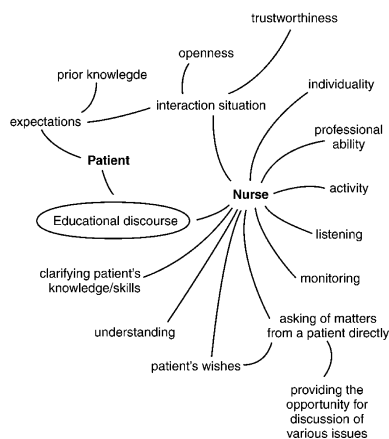 trustworthiness
openness
prior knowlegde
individuality
interaction situation
expectations
professional
ability
Patient
Nurse
activity
Educational discourse
listening
clarifying patient's
knowledge/skills
monitoring
asking of matters
from a patient directly
understanding
patient's wishes
providing the
opportunity for
discussion of
various issues